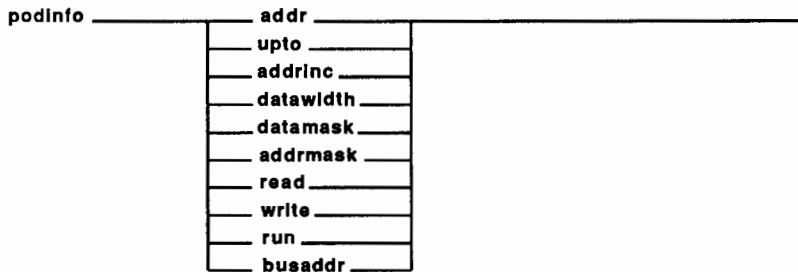 podinfo addr
upto
addrinc
datawidth
datamask
addrmask
read
write
run
busaddr